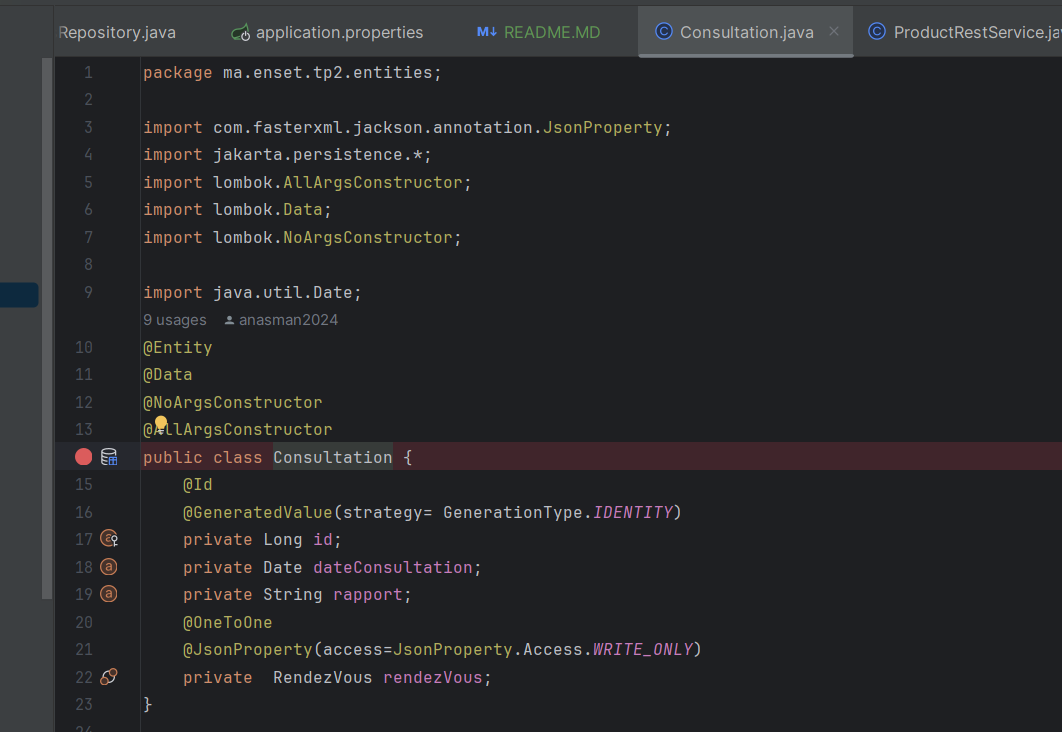 Repository.java application.properties M↓ README.MD © Consultation.java × © ProductRestService.ja
1 package ma.enset.tp2.entities;
2
3 import com.fasterxml.jackson.annotation.JsonProperty;
4 import jakarta.persistence.*;
5 import lombok.AllArgsConstructor;
6 import lombok.Data;
7 import lombok.NoArgsConstructor;
8
9 import java.util.Date;
9 usages anasman2024
10 @Entity
11 @Data
12 @NoArgsConstructor
13 @AllArgsConstructor
public class Consultation {
15 @Id
16 @GeneratedValue(strategy= GenerationType.IDENTITY)
17 private Long id;
18 a private Date dateConsultation;
19 a private String rapport;
20 @OneToOne
21 @JsonProperty(access=JsonProperty.Access.WRITE_ONLY)
22 private  RendezVous rendezVous;
23 }
24